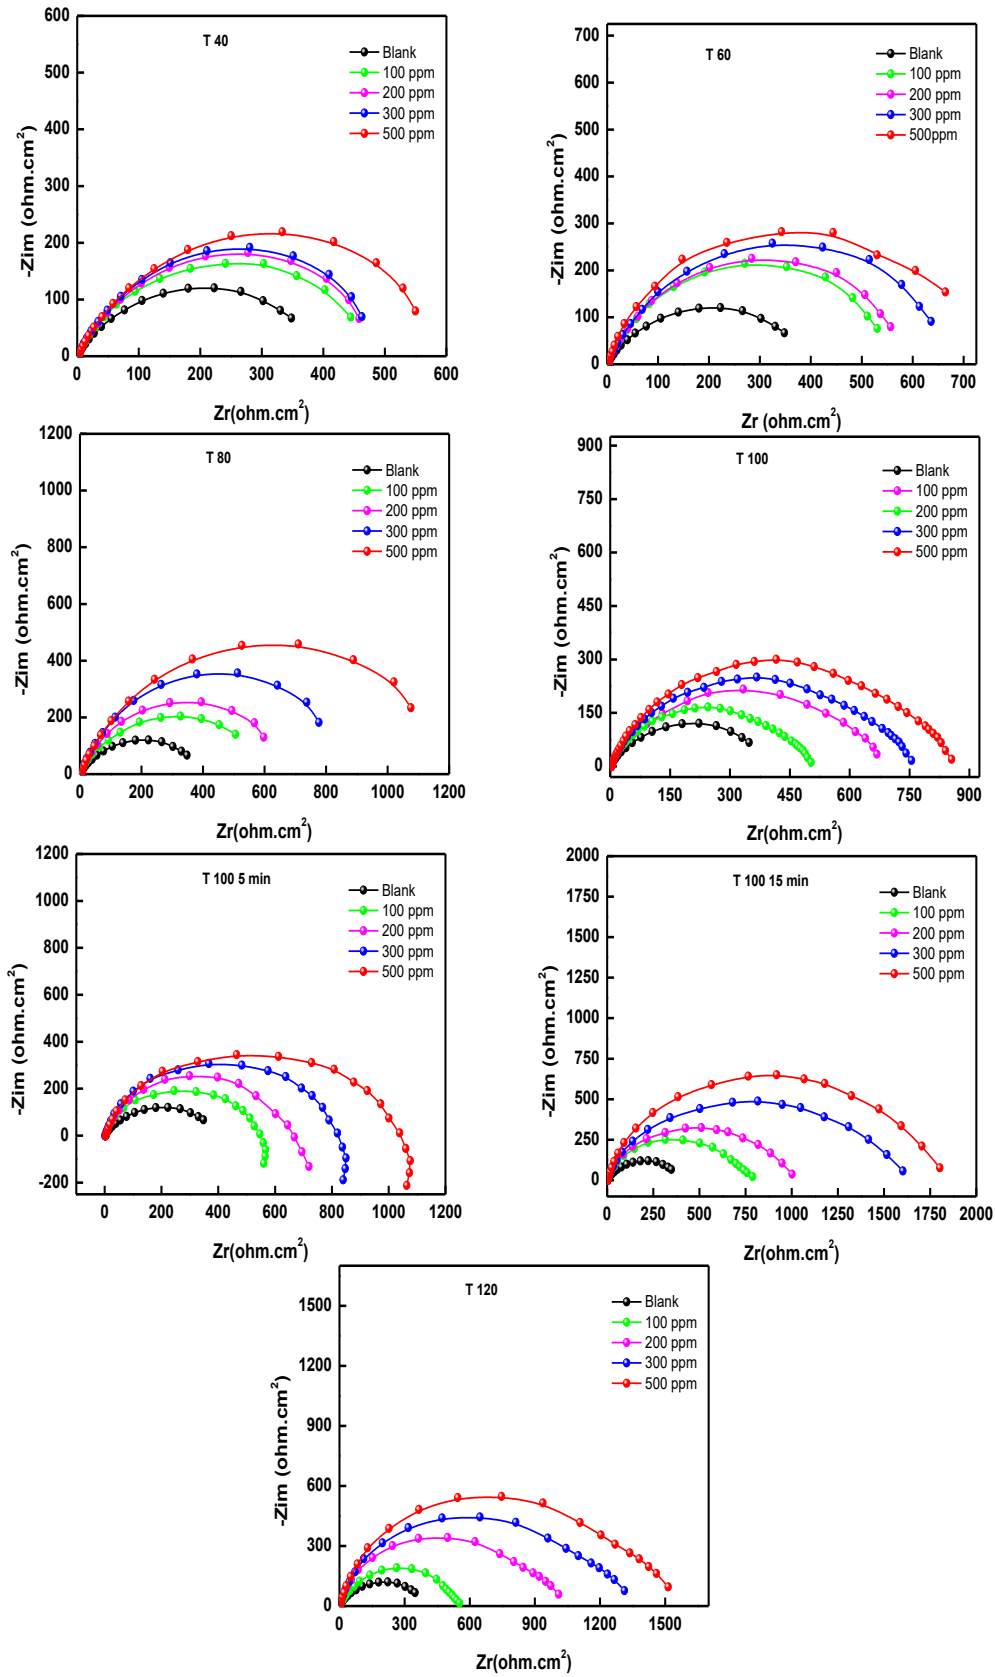 T 40
Blank
100 ppm
200 ppm
300 ppm
500 ppm
600
500
400
300
200
100
0
0 100 200 300 400 500 600
-Zim (ohm.cm²)
Zr(ohm.cm²)
T 60
Blank
100 ppm
200 ppm
300 ppm
500ppm
700
600
500
400
300
200
100
0
0 100 200 300 400 500 600 700
-Zim (ohm.cm²)
Zr (ohm.cm²)
T 80
Blank
100 ppm
200 ppm
300 ppm
500 ppm
1200
1000
800
600
400
200
0
0 200 400 600 800 1000 1200
-Zim (ohm.cm²)
Zr(ohm.cm²)
T 100
Blank
100 ppm
200 ppm
300 ppm
500 ppm
900
750
600
450
300
150
0
0 150 300 450 600 750 900
-Zim (ohm.cm²)
Zr(ohm.cm²)
T 100 5 min
Blank
100 ppm
200 ppm
300 ppm
500 ppm
1200
1000
800
600
400
200
0
-200
0 200 400 600 800 1000 1200
-Zim (ohm.cm²)
Zr(ohm.cm²)
T 100 15 min
Blank
100 ppm
200 ppm
300 ppm
500 ppm
2000
1750
1500
1250
1000
750
500
250
0
0 250 500 750 1000 1250 1500 1750 2000
-Zim (ohm.cm²)
Zr(ohm.cm²)
T 120
Blank
100 ppm
200 ppm
300 ppm
500 ppm
1500
1200
900
600
300
0
0 300 600 900 1200 1500
-Zim (ohm.cm²)
Zr(ohm.cm²)